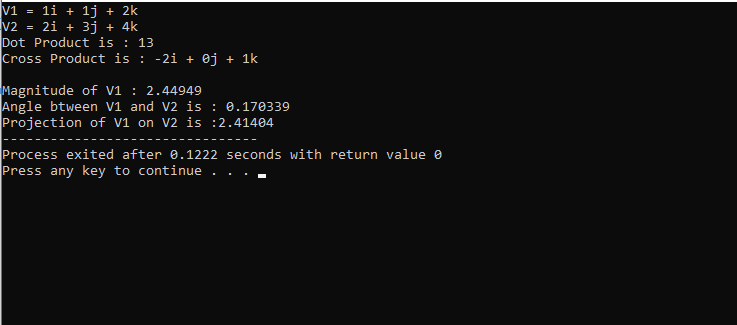 V1 = 1i + 1j + 2k
V2 = 2i + 3j + 4k
Dot Product is : 13
Cross Product is : -2i + 0j + 1k
Magnitude of V1 : 2.44949
Angle btween V1 and V2 is : 0.170339
Projection of V1 on V2 is :2.41404
--------------------------------
Process exited after 0.1222 seconds with return value 0
Press any key to continue . . .